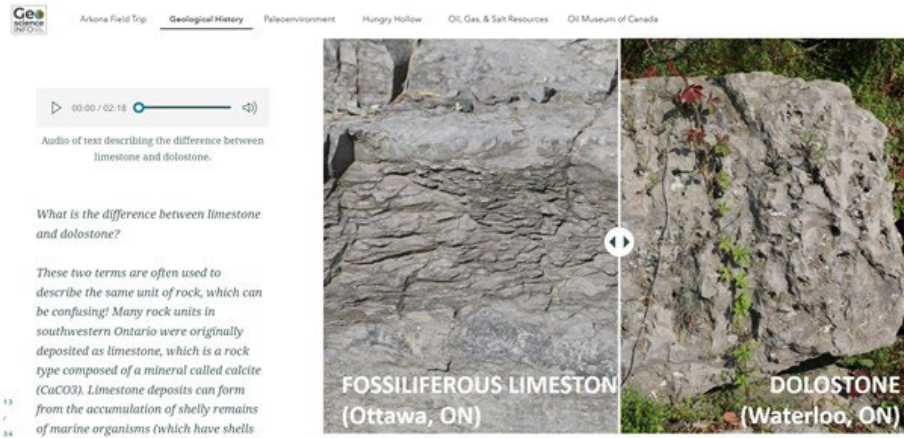 Geo
science
INFO
Arkona Field Trip
Geological History
Paleoenvironment
Hungry Hollow
Oil, Gas, & Salt Resources
Oil Museum of Canada
00:00 / 02:18
Audio of text describing the difference between
limestone and dolostone.
What is the difference between limestone
and dolostone?
These two terms are often used to
describe the same unit of rock, which can
be confusing! Many rock units in
southwestern Ontario were originally
deposited as limestone, which is a rock
type composed of a mineral called calcite
(CaCO3). Limestone deposits can form
from the accumulation of shelly remains
of marine organisms (which have shells
13
/
34
FOSSILIFEROUS LIMESTON
(Ottawa, ON)
DOLOSTONE
(Waterloo, ON)